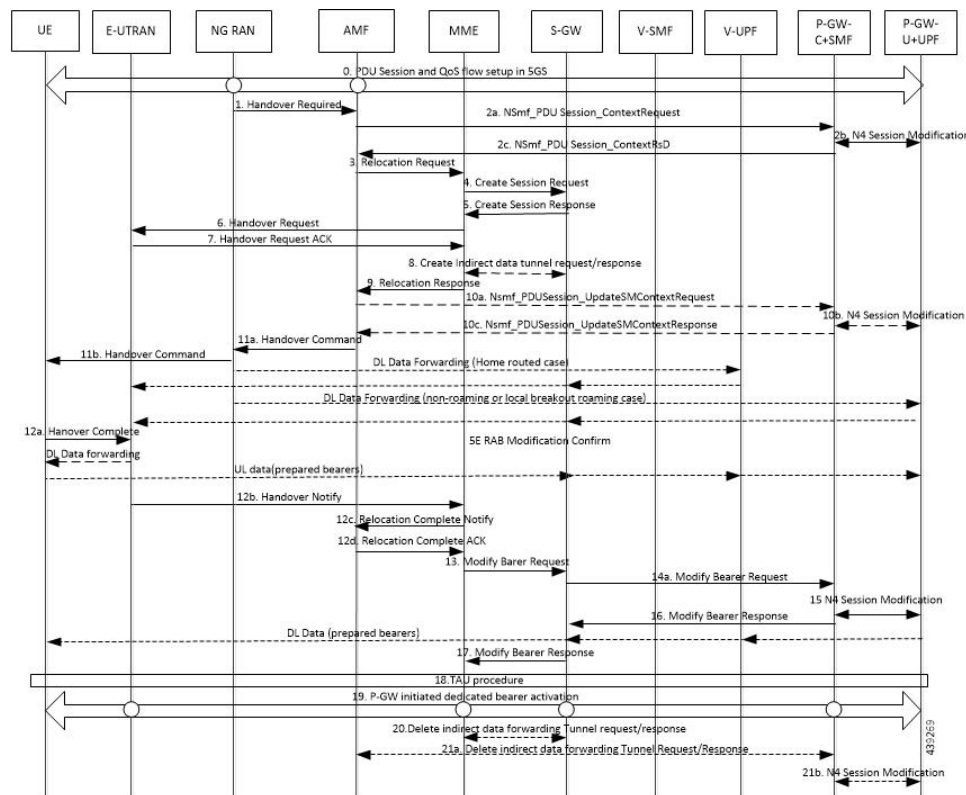 UE
E-UTRAN
NG RAN
AMF
MME
S-GW
V-SMF
V-UPF
P-GW-
C+SMF
P-GW-
U+UPF
0. PDU Session and QoS flow setup in 5GS
1. Handover Required
2a. NSmf_PDU Session_ContextRequest
2b. N4 Session Modification
2c. NSmf_PDU Session_ContextRsD
3. Relocation Request
4. Create Session Request
5. Create Session Response
6. Handover Request
7. Handover Request ACK
8. Create Indirect data tunnel request/response
9. Relocation Response
10a. Nsmf_PDUSession_UpdateSMContextRequest
10b. N4 Session Modification
10c. Nsmf_PDUSession_UpdateSMContextResponse
11a. Handover Command
11b. Handover Command
DL Data Forwarding (Home routed case)
DL Data Forwarding (non-roaming or local breakout roaming case)
12a. Hanover Complete
5E RAB Modification Confirm
DL Data forwarding
UL data(prepared bearers)
12b. Handover Notify
12c. Relocation Complete Notify
12d. Relocation Complete ACK
13. Modify Barer Request
14a. Modify Bearer Request
15 N4 Session Modification
16. Modify Bearer Response
DL Data (prepared bearers)
17. Modify Bearer Response
18.TAU procedure
19. P-GW initiated dedicated bearer activation
20.Delete indirect data forwarding Tunnel request/response
21a. Delete indirect data forwarding Tunnel Request/Response
21b. N4 Session Modification
439269